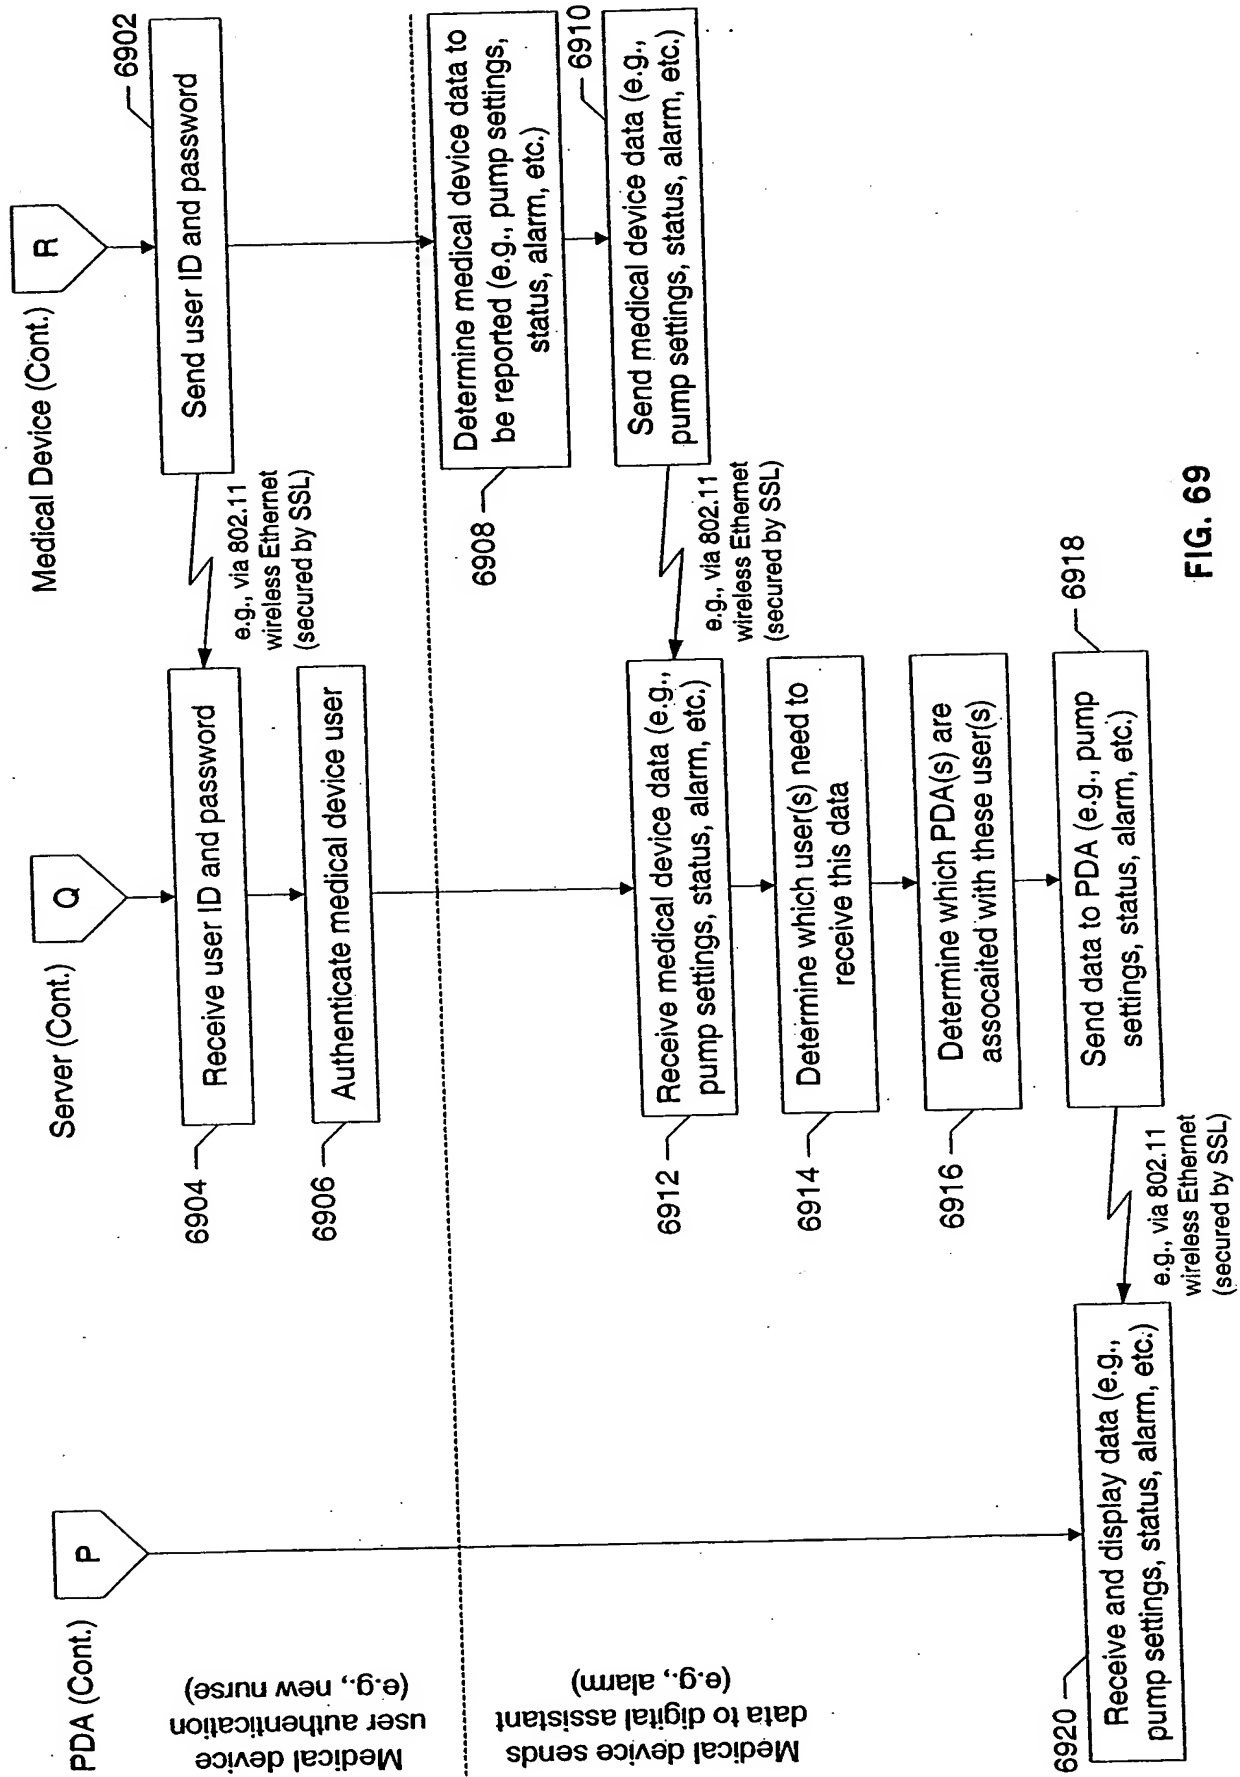 PDA (Cont.)
P
Server (Cont.)
Q
Medical Device (Cont.)
R
Medical device
user authentication
(e.g., new nurse)
6902
Send user ID and password
e.g., via 802.11
wireless Ethernet
(secured by SSL)
6904
Receive user ID and password
6906
Authenticate medical device user
Medical device sends
data to digital assistant
(e.g., alarm)
6908
Determine medical device data to
be reported (e.g., pump settings,
status, alarm, etc.)
6910
Send medical device data (e.g.,
pump settings, status, alarm, etc.)
e.g., via 802.11
wireless Ethernet
(secured by SSL)
6912
Receive medical device data (e.g.,
pump settings, status, alarm, etc.)
6914
Determine which user(s) need to
receive this data
6916
Determine which PDA(s) are
assocaited with these user(s)
6918
Send data to PDA (e.g., pump
settings, status, alarm, etc.)
e.g., via 802.11
wireless Ethernet
(secured by SSL)
6920
Receive and display data (e.g.,
pump settings, status, alarm, etc.)
FIG. 69